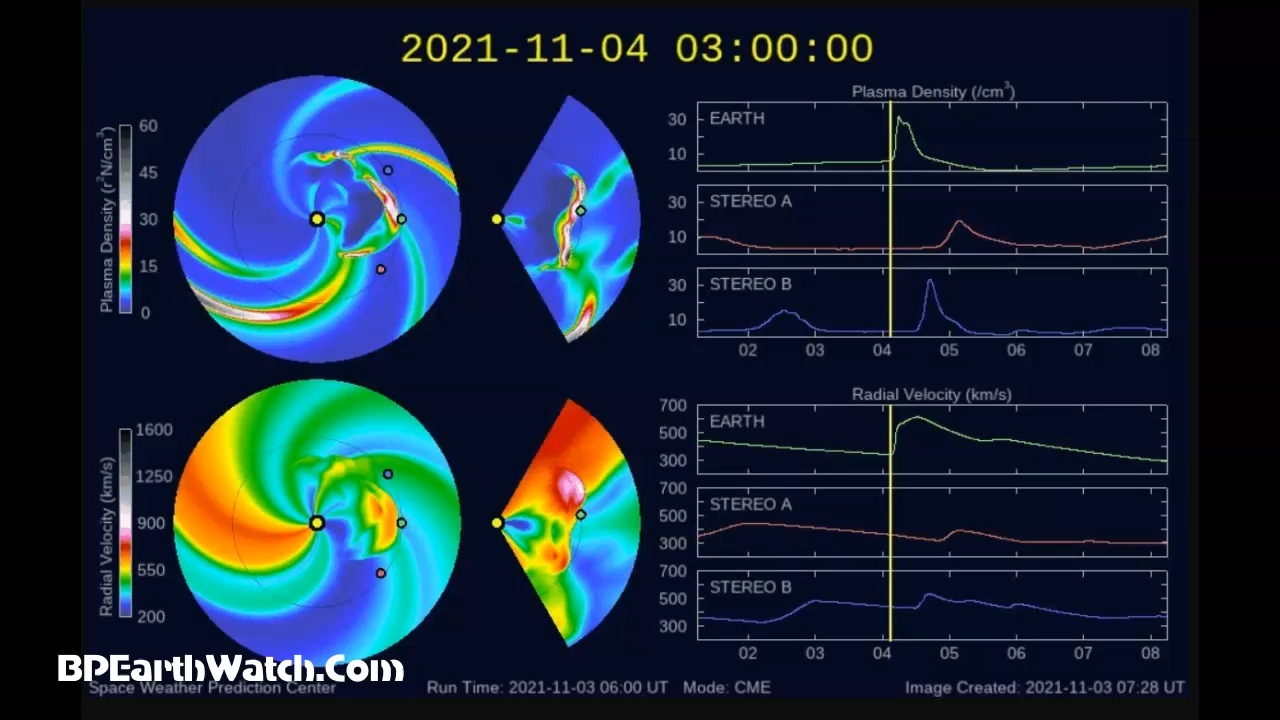 2021-11-04 03:00:00
Plasma Density (r²N/cm³)
60
45
30
15
0
Plasma Density (/cm³)
30
10
EARTH
30
10
STEREO A
30
10
STEREO B
02 03 04 05 06 07 08
Radial Velocity (km/s)
1600
1250
900
550
200
Radial Velocity (km/s)
700
500
300
EARTH
700
500
300
STEREO A
700
500
300
STEREO B
02 03 04 05 06 07 08
BPEarthWatch.Com
Space Weather Prediction Center
Run Time: 2021-11-03 06:00 UT Mode: CME
Image Created: 2021-11-03 07:28 UT